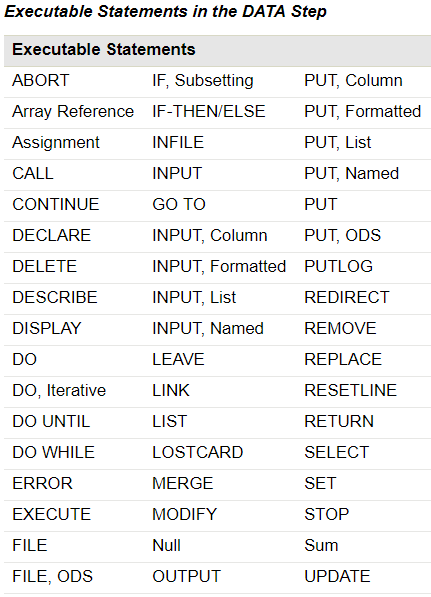 Executable Statements in the DATA Step
Executable Statements
ABORT IF, Subsetting PUT, Column
Array Reference IF-THEN/ELSE PUT, Formatted
Assignment INFILE PUT, List
CALL INPUT PUT, Named
CONTINUE GO TO PUT
DECLARE INPUT, Column PUT, ODS
DELETE INPUT, Formatted PUTLOG
DESCRIBE INPUT, List REDIRECT
DISPLAY INPUT, Named REMOVE
DO LEAVE REPLACE
DO, Iterative LINK RESETLINE
DO UNTIL LIST RETURN
DO WHILE LOSTCARD SELECT
ERROR MERGE SET
EXECUTE MODIFY STOP
FILE Null Sum
FILE, ODS OUTPUT UPDATE